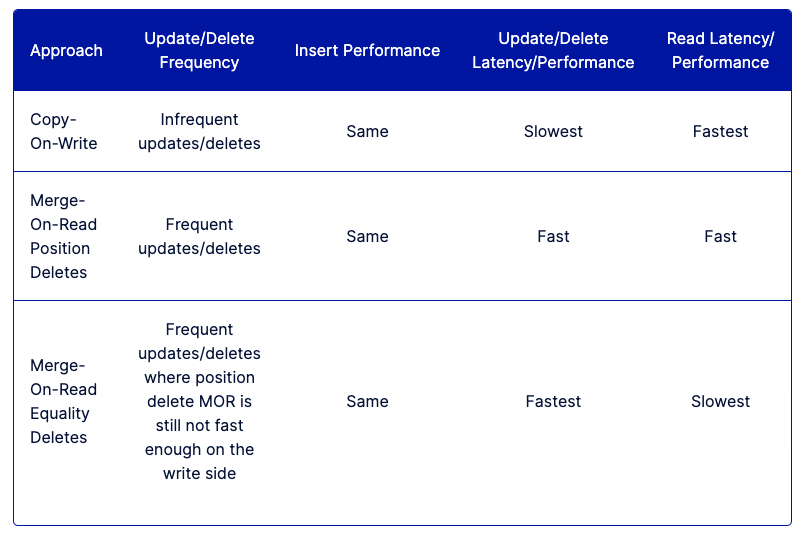 Approach
Update/Delete
Frequency
Insert Performance
Update/Delete
Latency/Performance
Read Latency/
Performance
Copy-
On-Write
Infrequent
updates/deletes
Same
Slowest
Fastest
Merge-
On-Read
Position
Deletes
Frequent
updates/deletes
Same
Fast
Fast
Merge-
On-Read
Equality
Deletes
Frequent
updates/deletes
where position
delete MOR is
still not fast
enough on the
write side
Same
Fastest
Slowest